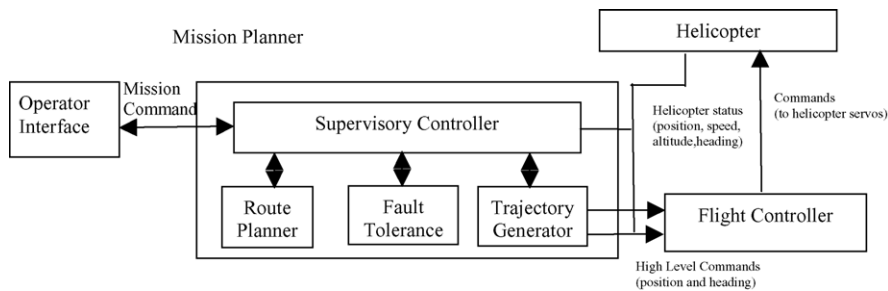 Mission Planner
Helicopter
Operator
Interface
Mission
Command
Supervisory Controller
Helicopter status
(position, speed,
altitude,heading)
Commands
(to helicopter servos)
Route
Planner
Fault
Tolerance
Trajectory
Generator
Flight Controller
High Level Commands
(position and heading)